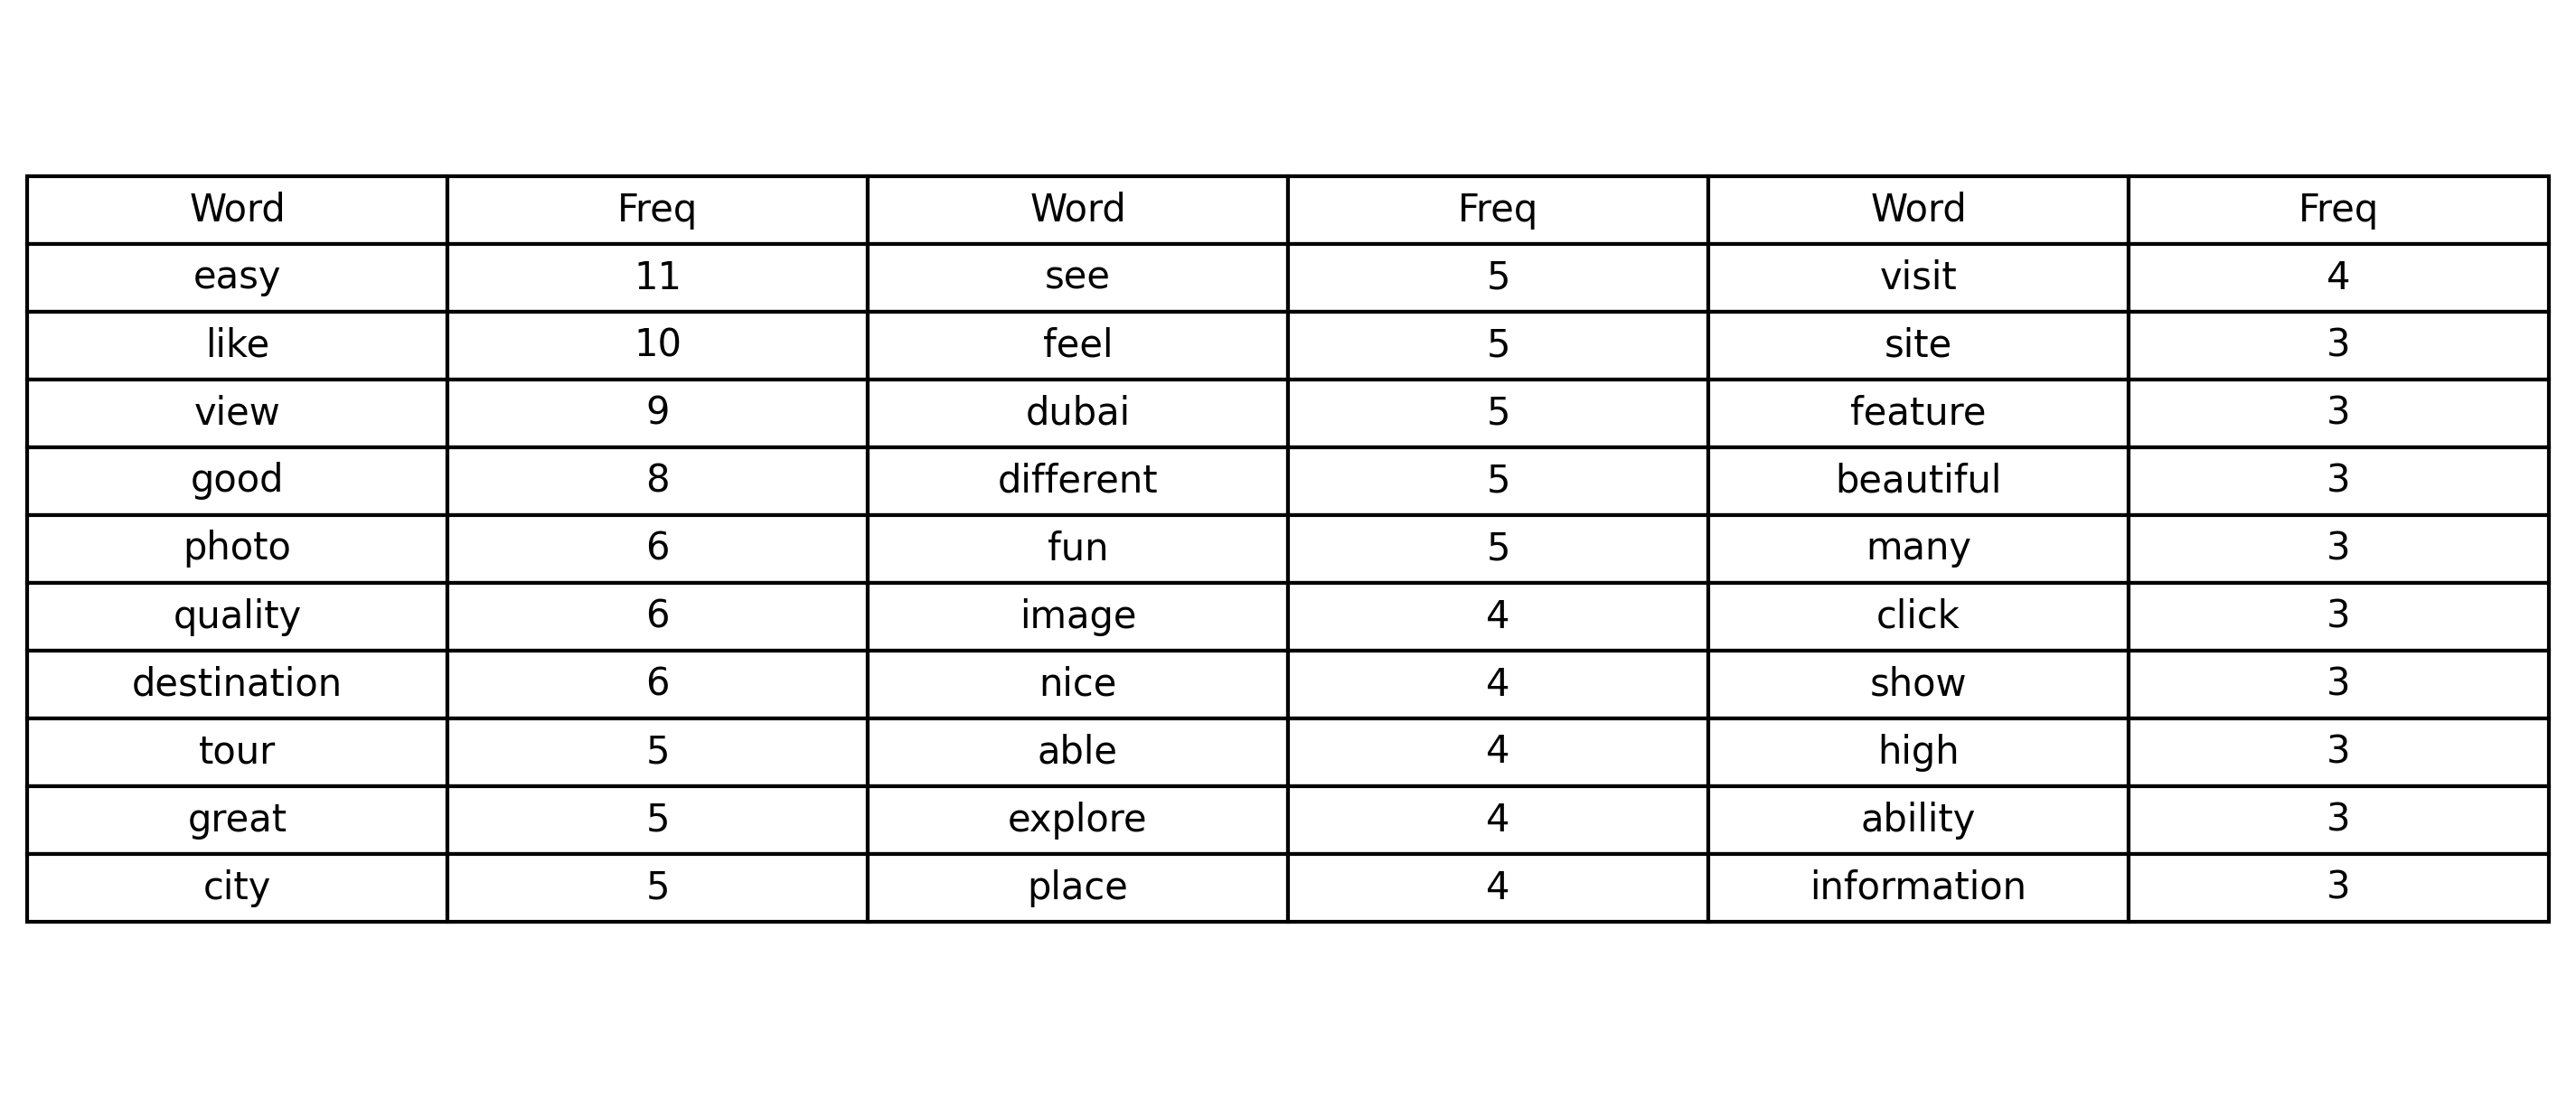 Word Freq Word Freq Word Freq
easy 11 see 5 visit 4
like 10 feel 5 site 3
view 9 dubai 5 feature 3
good 8 different 5 beautiful 3
photo 6 fun 5 many 3
quality 6 image 4 click 3
destination 6 nice 4 show 3
tour 5 able 4 high 3
great 5 explore 4 ability 3
city 5 place 4 information 3